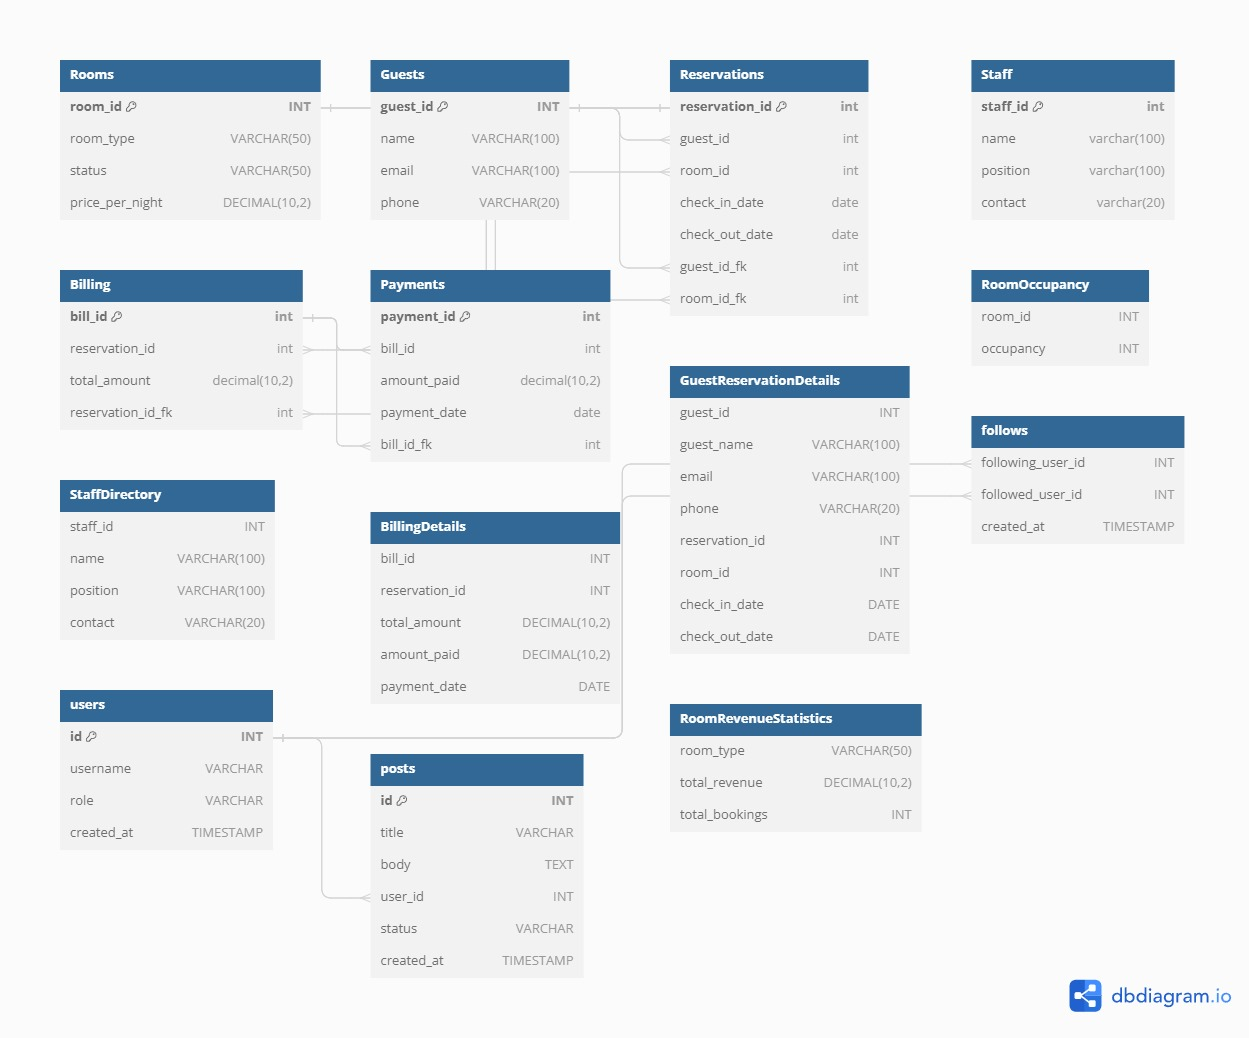 Rooms
room_id INT
room_type VARCHAR(50)
status VARCHAR(50)
price_per_night DECIMAL(10,2)
Guests
guest_id INT
name VARCHAR(100)
email VARCHAR(100)
phone VARCHAR(20)
Reservations
reservation_id int
guest_id int
room_id int
check_in_date date
check_out_date date
guest_id_fk int
room_id_fk int
Staff
staff_id int
name varchar(100)
position varchar(100)
contact varchar(20)
Billing
bill_id int
reservation_id int
total_amount decimal(10,2)
reservation_id_fk int
Payments
payment_id int
bill_id int
amount_paid decimal(10,2)
payment_date date
bill_id_fk int
RoomOccupancy
room_id INT
occupancy INT
GuestReservationDetails
guest_id INT
guest_name VARCHAR(100)
email VARCHAR(100)
phone VARCHAR(20)
reservation_id INT
room_id INT
check_in_date DATE
check_out_date DATE
follows
following_user_id INT
followed_user_id INT
created_at TIMESTAMP
StaffDirectory
staff_id INT
name VARCHAR(100)
position VARCHAR(100)
contact VARCHAR(20)
BillingDetails
bill_id INT
reservation_id INT
total_amount DECIMAL(10,2)
amount_paid DECIMAL(10,2)
payment_date DATE
users
id INT
username VARCHAR
role VARCHAR
created_at TIMESTAMP
posts
id INT
title VARCHAR
body TEXT
user_id INT
status VARCHAR
created_at TIMESTAMP
RoomRevenueStatistics
room_type VARCHAR(50)
total_revenue DECIMAL(10,2)
total_bookings INT
dbdiagram.io